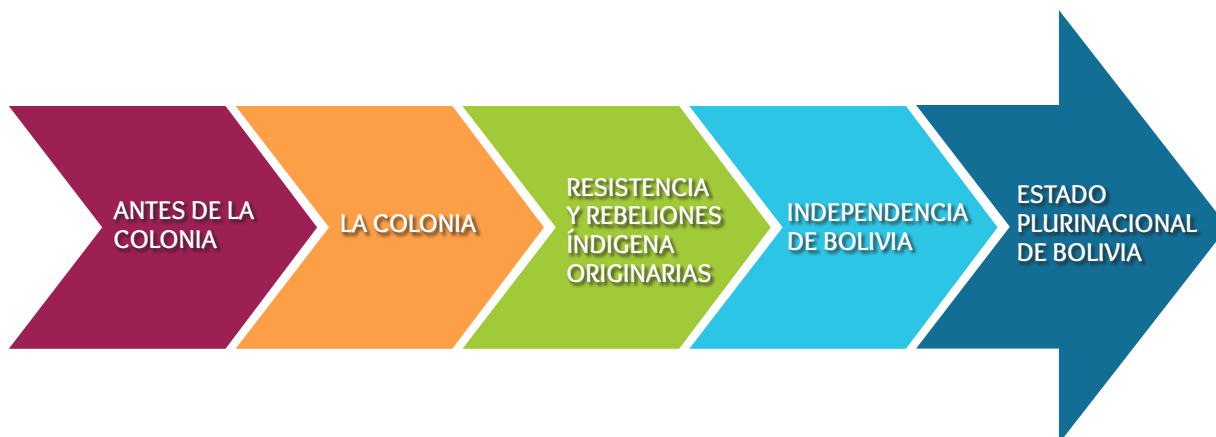 ANTES DE LA
COLONIA
LA COLONIA
RESISTENCIA
Y REBELIONES
ÍNDIGENA
ORIGINARIAS
INDEPENDENCIA
DE BOLIVIA
ESTADO
PLURINACIONAL
DE BOLIVIA